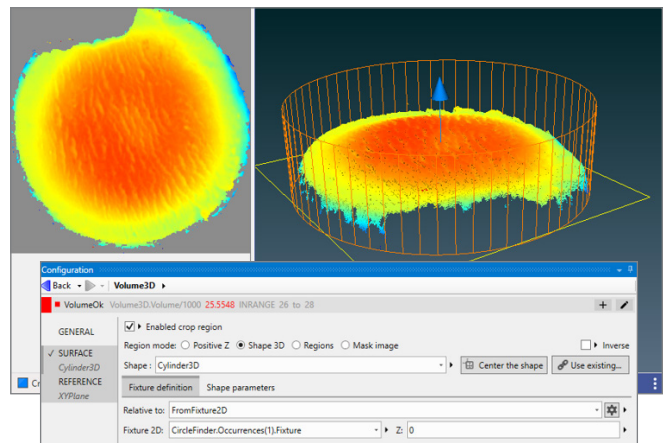 Configuration
Back Volume3D
VolumeOk Volume3D.Volume/1000 25.5548 INRANGE 26 to 28
GENERAL
Enabled crop region
Region mode: Positive Z Shape 3D Regions Mask image Inverse
SURFACE
Cylinder3D
Shape : Cylinder3D Center the shape Use existing...
REFERENCE
XYPlane
Fixture definition Shape parameters
Relative to: FromFixture2D
Fixture 2D: CircleFinder.Occurrences(1).Fixture Z: 0